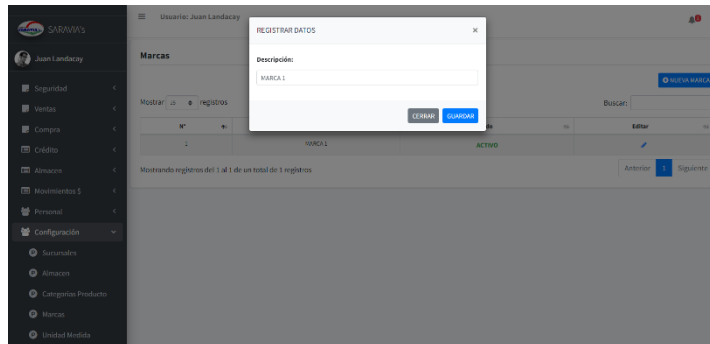 SARAVIA's
Juan Landacay
Seguridad
Ventas
Compra
Crédito
Almacen
Movimientos $
Personal
Configuración
Sucursales
Almacen
Categorias Producto
Marcas
Unidad Medida
Usuario: Juan Landacay
Marcas
REGISTRAR DATOS ×
Descripción:
MARCA 1
CERRAR GUARDAR
NUEVA MARCA
Mostrar registros
Buscar:
N° Editar
1 MARCA 1 ACTIVO
Mostrando registros del 1 al 1 de un total de 1 registros
Anterior 1 Siguiente